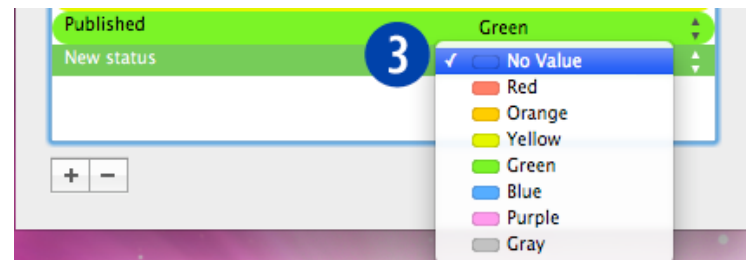 Published Green
New status 3 ✓ No Value
Red
Orange
Yellow
Green
Blue
Purple
Gray
+ −